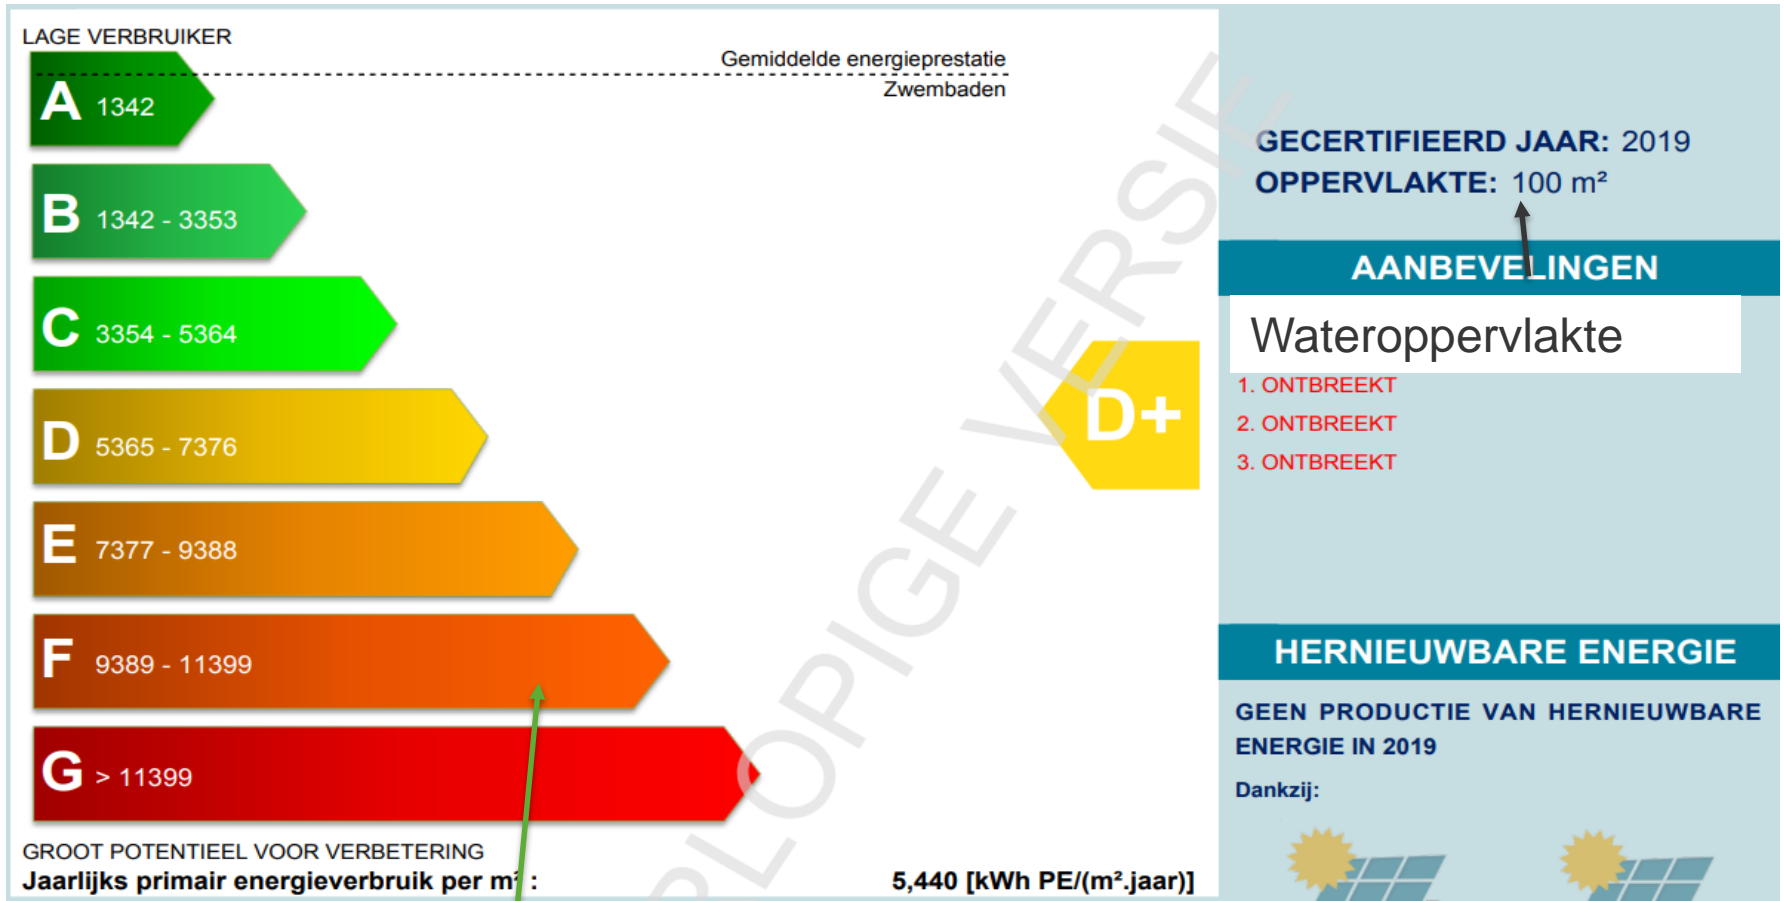 LAGE VERBRUIKER
Gemiddelde energieprestatie
Zwembaden
A 1342
B 1342 - 3353
C 3354 - 5364
D 5365 - 7376
E 7377 - 9388
F 9389 - 11399
G > 11399
D+
GROOT POTENTIEEL VOOR VERBETERING
Jaarlijks primair energieverbruik per m² : 5,440 [kWh PE/(m².jaar)]
GECERTIFIEERD JAAR: 2019
OPPERVLAKTE: 100 m²
AANBEVELINGEN
Wateroppervlakte
1. ONTBREEKT
2. ONTBREEKT
3. ONTBREEKT
HERNIEUWBARE ENERGIE
GEEN PRODUCTIE VAN HERNIEUWBARE
ENERGIE IN 2019
Dankzij:
LOPIGE VERSIE